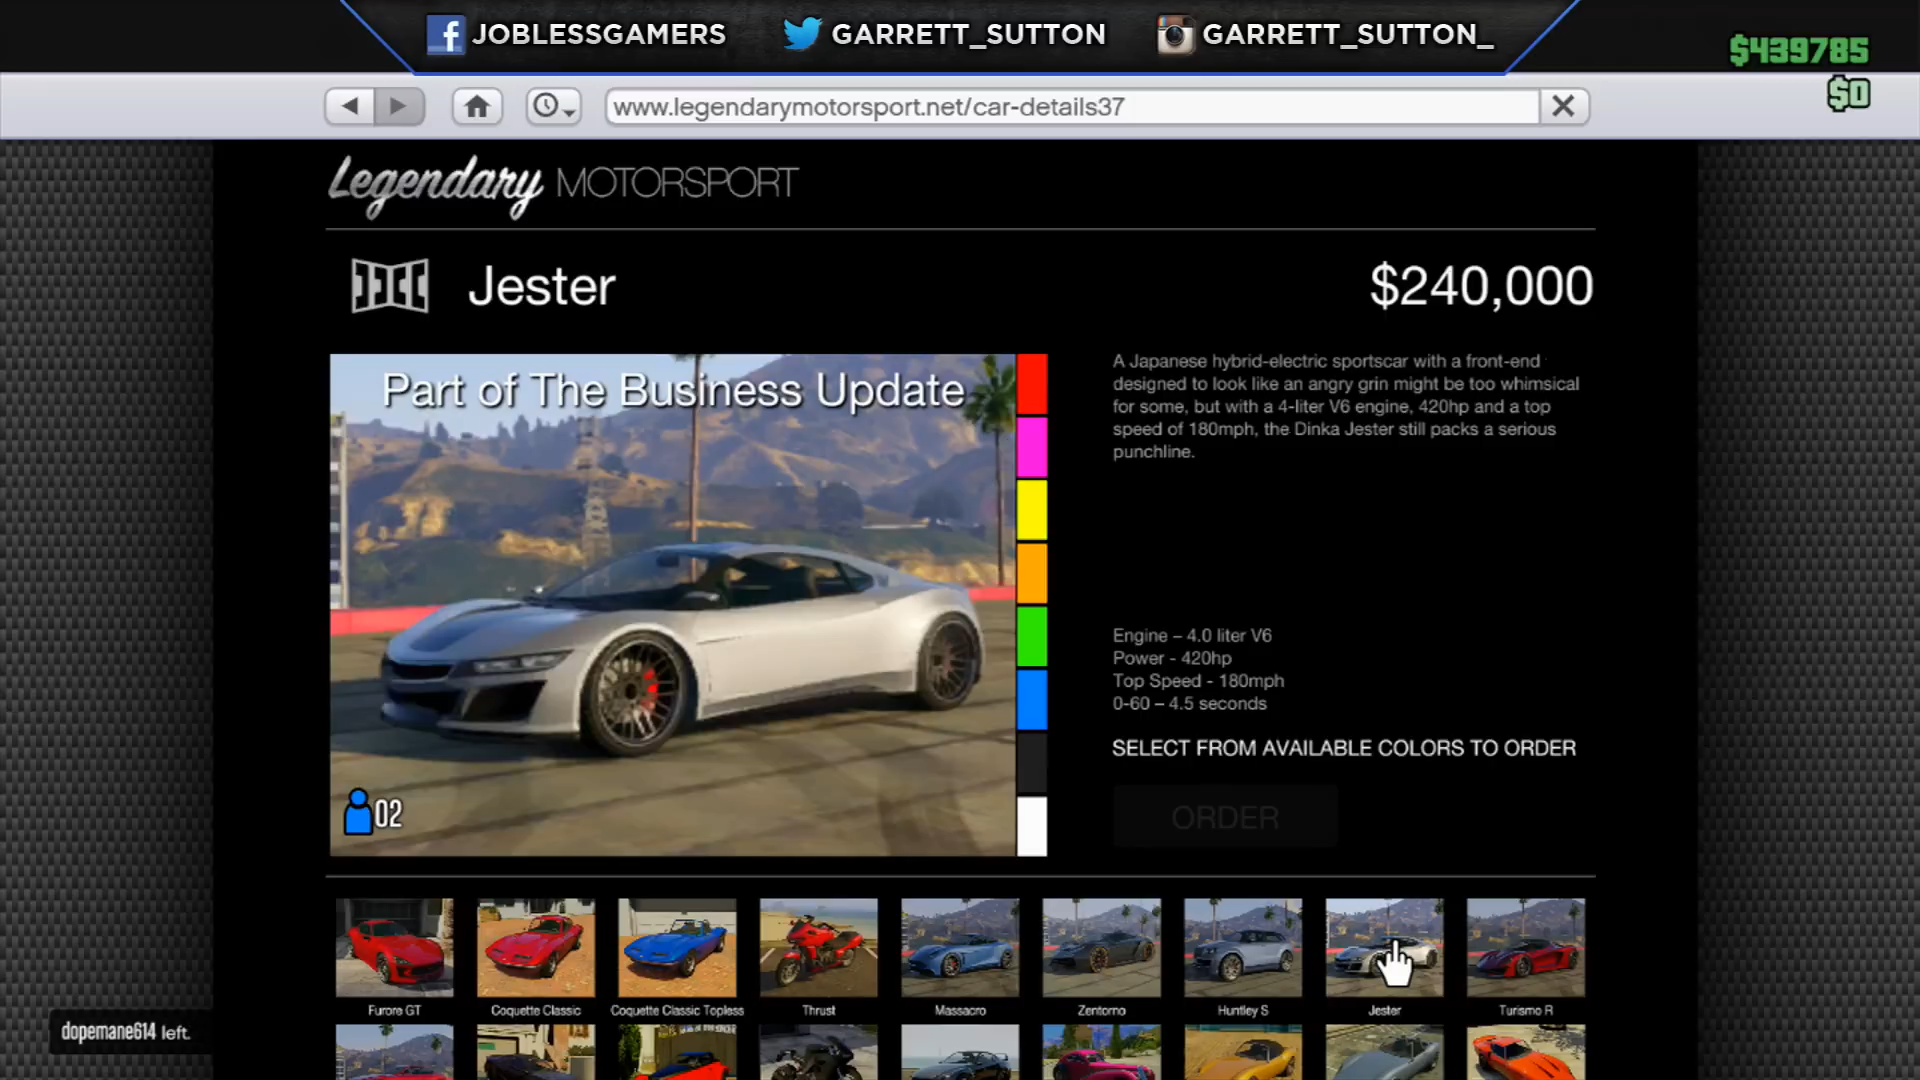 JOBLESSGAMERS
GARRETT_SUTTON
GARRETT_SUTTON_
$439785
$0
www.legendarymotorsport.net/car-details37
Legendary MOTORSPORT
Jester
$240,000
Part of The Business Update
A Japanese hybrid-electric sportscar with a front-end
designed to look like an angry grin might be too whimsical
for some, but with a 4-liter V6 engine, 420hp and a top
speed of 180mph, the Dinka Jester still packs a serious
punchline.
Engine – 4.0 liter V6
Power - 420hp
Top Speed - 180mph
0-60 – 4.5 seconds
SELECT FROM AVAILABLE COLORS TO ORDER
02
ORDER
Furore GT
Coquette Classic
Coquette Classic Topless
Thrust
Massacro
Zentorno
Huntley S
Jester
Turismo R
dopemane614 left.